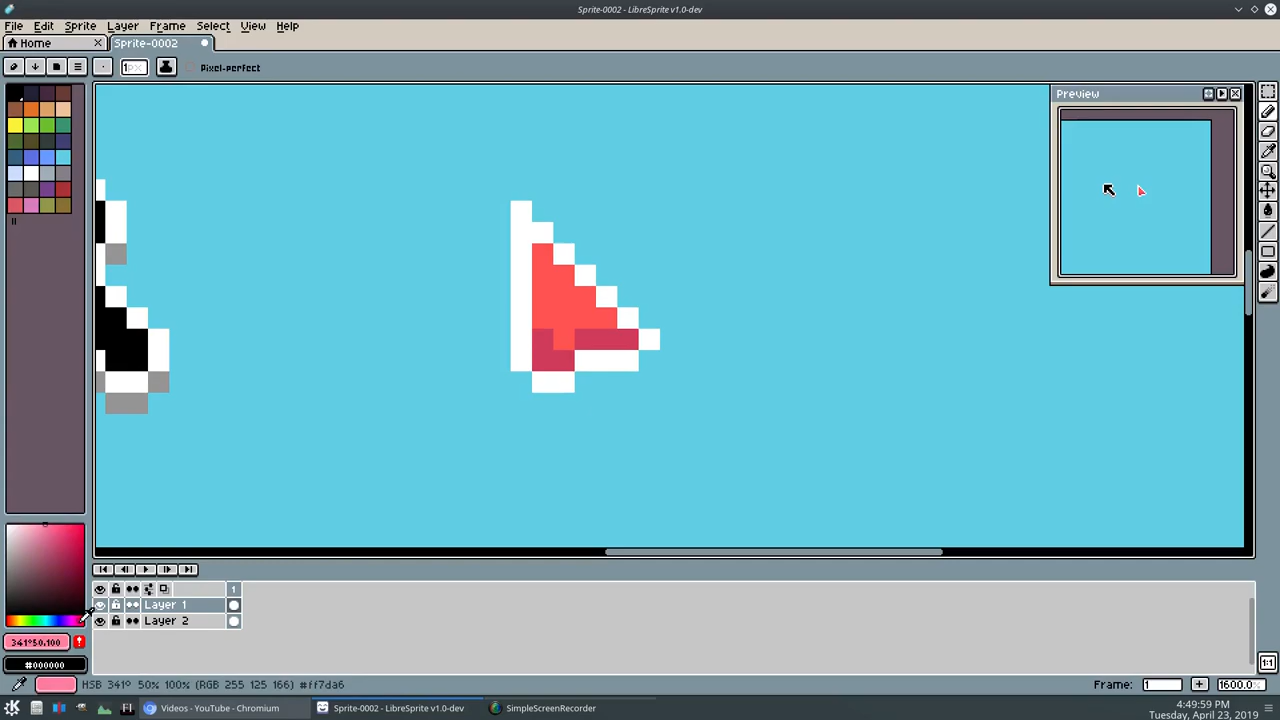 Sprite-0002 - LibreSprite v1.0-dev
File Edit Sprite Layer Frame Select View Help
Home Sprite-0002
1px Pixel-perfect
Preview
1
Layer 1
Layer 2
341°50,100
#000000
HSB 341° 50% 100% (RGB 255 125 166) #ff7da6
Frame: 1 + 1600.0%
1:1
Videos - YouTube - Chromium Sprite-0002 - LibreSprite v1.0-dev SimpleScreenRecorder
4:49:59 PM
Tuesday, April 23, 2019